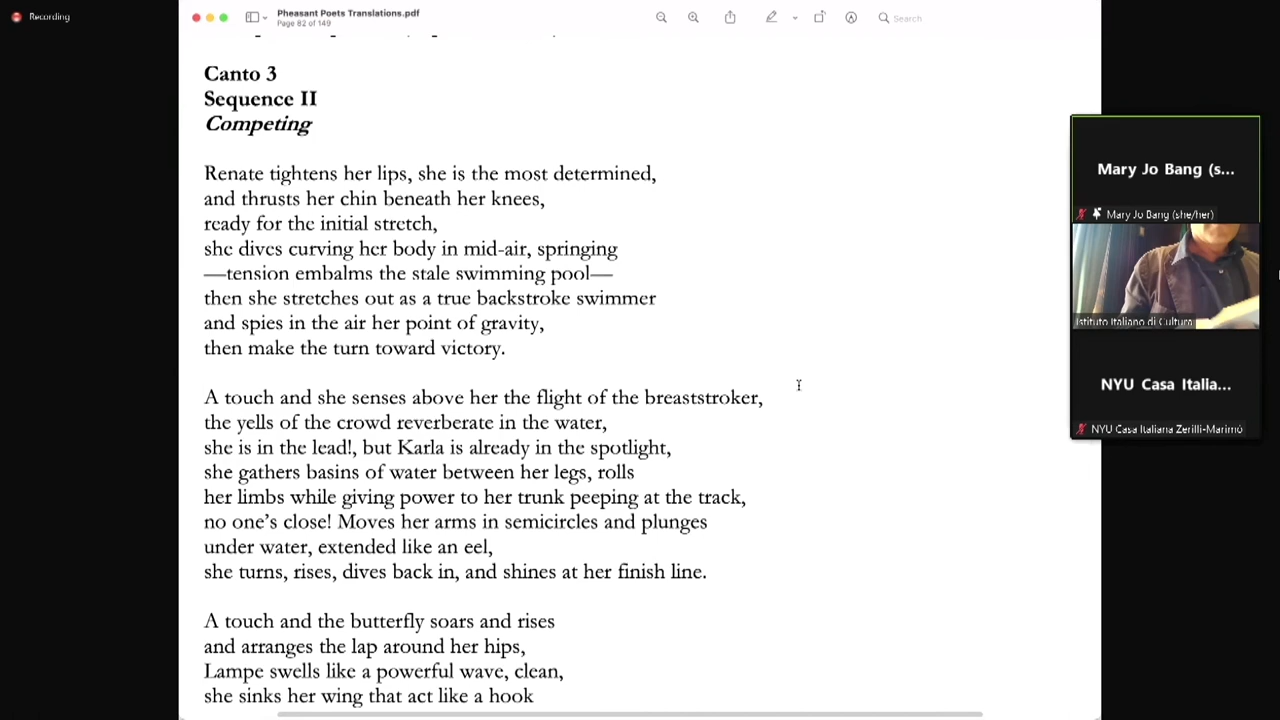 Recording
Pheasant Poets Translations.pdf
Page 82 of 149
Search
Canto 3
Sequence II
Competing
Renate tightens her lips, she is the most determined,
and thrusts her chin beneath her knees,
ready for the initial stretch,
she dives curving her body in mid-air, springing
—tension embalms the stale swimming pool—
then she stretches out as a true backstroke swimmer
and spies in the air her point of gravity,
then make the turn toward victory.
A touch and she senses above her the flight of the breaststroker,
the yells of the crowd reverberate in the water,
she is in the lead!, but Karla is already in the spotlight,
she gathers basins of water between her legs, rolls
her limbs while giving power to her trunk peeping at the track,
no one's close! Moves her arms in semicircles and plunges
under water, extended like an eel,
she turns, rises, dives back in, and shines at her finish line.
A touch and the butterfly soars and rises
and arranges the lap around her hips,
Lampe swells like a powerful wave, clean,
she sinks her wing that act like a hook
Mary Jo Bang (s...
Mary Jo Bang (she/her)
Istituto Italiano di Cultura
NYU Casa Italia...
NYU Casa Italiana Zerilli-Marimò